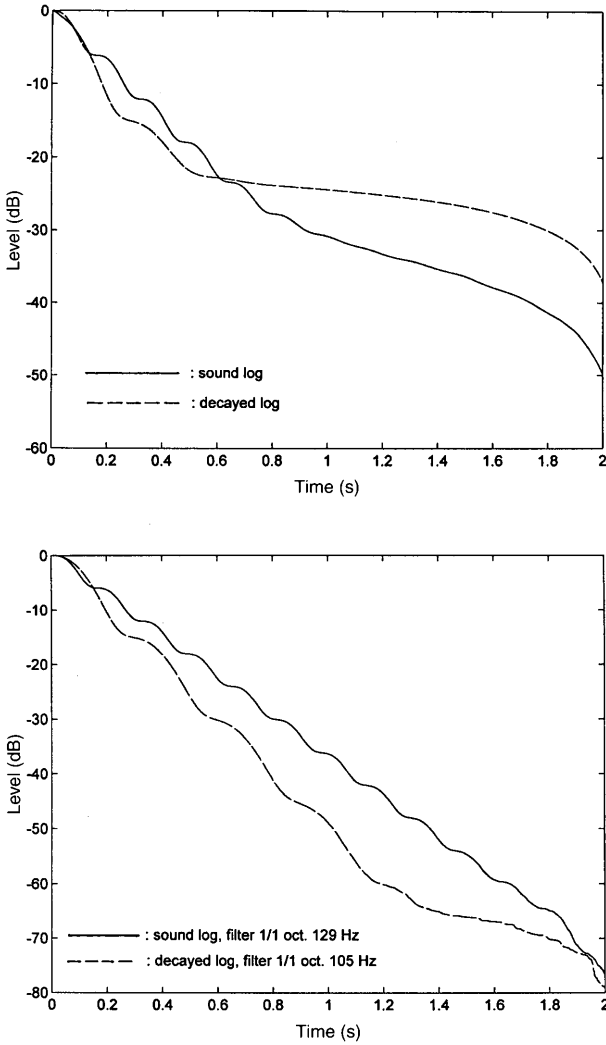 0
-10
-20
-30
-40
-50
-60
Level (dB)
: sound log
: decayed log
0 0.2 0.4 0.6 0.8 1 1.2 1.4 1.6 1.8 2
Time (s)
0
-10
-20
-30
-40
-50
-60
-70
-80
Level (dB)
: sound log, filter 1/1 oct. 129 Hz
: decayed log, filter 1/1 oct. 105 Hz
0 0.2 0.4 0.6 0.8 1 1.2 1.4 1.6 1.8 2
Time (s)